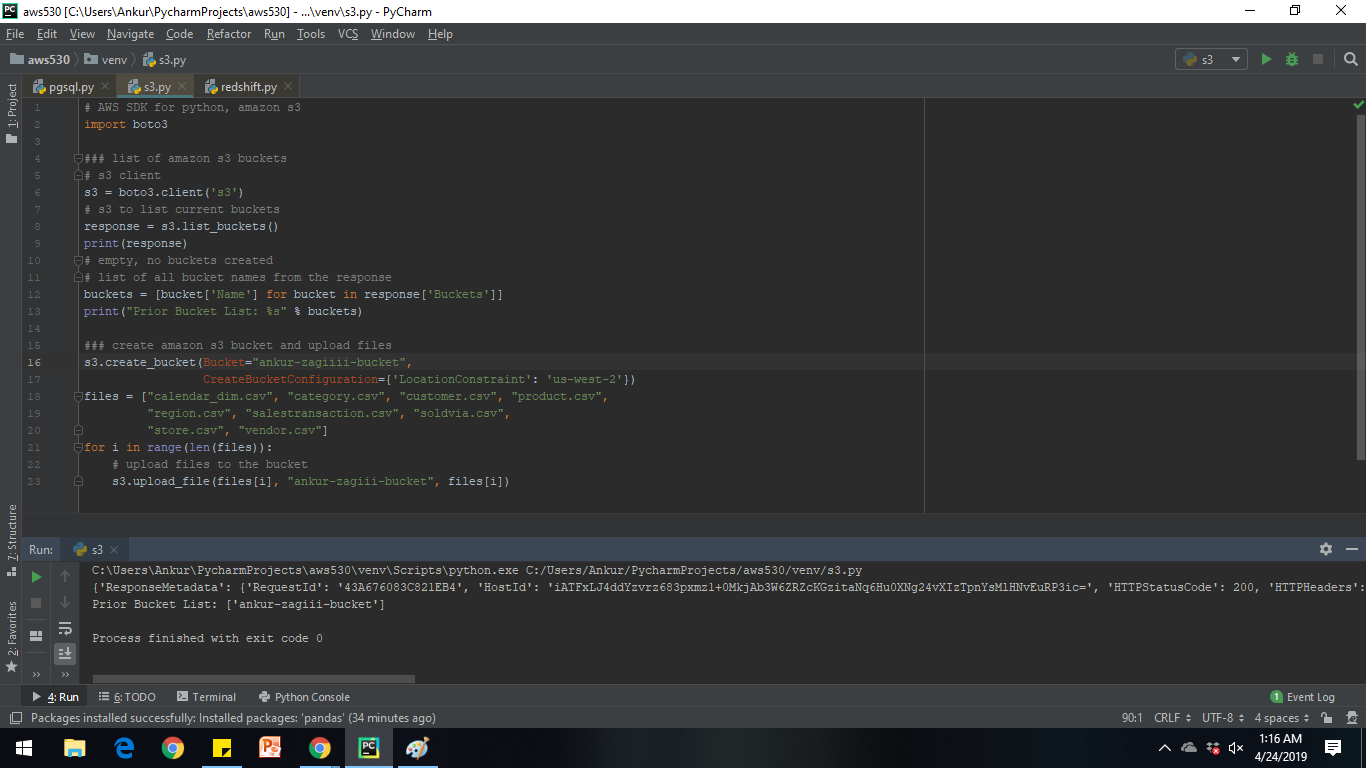 aws530 [C:\Users\Ankur\PycharmProjects\aws530] - ...\venv\s3.py - PyCharm
File Edit View Navigate Code Refactor Run Tools VCS Window Help
aws530 venv s3.py s3
pgsql.py s3.py redshift.py
1: Project
1 # AWS SDK for python, amazon s3
2 import boto3
3
4 ### list of amazon s3 buckets
5 # s3 client
6 s3 = boto3.client('s3')
7 # s3 to list current buckets
8 response = s3.list_buckets()
9 print(response)
10 # empty, no buckets created
11 # list of all bucket names from the response
12 buckets = [bucket['Name'] for bucket in response['Buckets']]
13 print("Prior Bucket List: %s" % buckets)
14
15 ### create amazon s3 bucket and upload files
16 s3.create_bucket(Bucket="ankur-zagiiii-bucket",
17 CreateBucketConfiguration={'LocationConstraint': 'us-west-2'})
18 files = ["calendar_dim.csv", "category.csv", "customer.csv", "product.csv",
19 "region.csv", "salestransaction.csv", "soldvia.csv",
20 "store.csv", "vendor.csv"]
21 for i in range(len(files)):
22 # upload files to the bucket
23 s3.upload_file(files[i], "ankur-zagiii-bucket", files[i])
7: Structure
2: Favorites
Run: s3
C:\Users\Ankur\PycharmProjects\aws530\venv\Scripts\python.exe C:/Users/Ankur/PycharmProjects/aws530/venv/s3.py
{'ResponseMetadata': {'RequestId': '43A676083C821EB4', 'HostId': 'iATFxLJ4ddYzvrz683pxmzl+0MkjAb3W6ZRZcKGzitaNq6Hu0XNg24vXIzTpnYsMlHNvEuRP3ic=', 'HTTPStatusCode': 200, 'HTTPHeaders':
Prior Bucket List: ['ankur-zagiii-bucket']
Process finished with exit code 0
4: Run 6: TODO Terminal Python Console 1 Event Log
Packages installed successfully: Installed packages: 'pandas' (34 minutes ago) 90:1 CRLF UTF-8 4 spaces
1:16 AM
4/24/2019